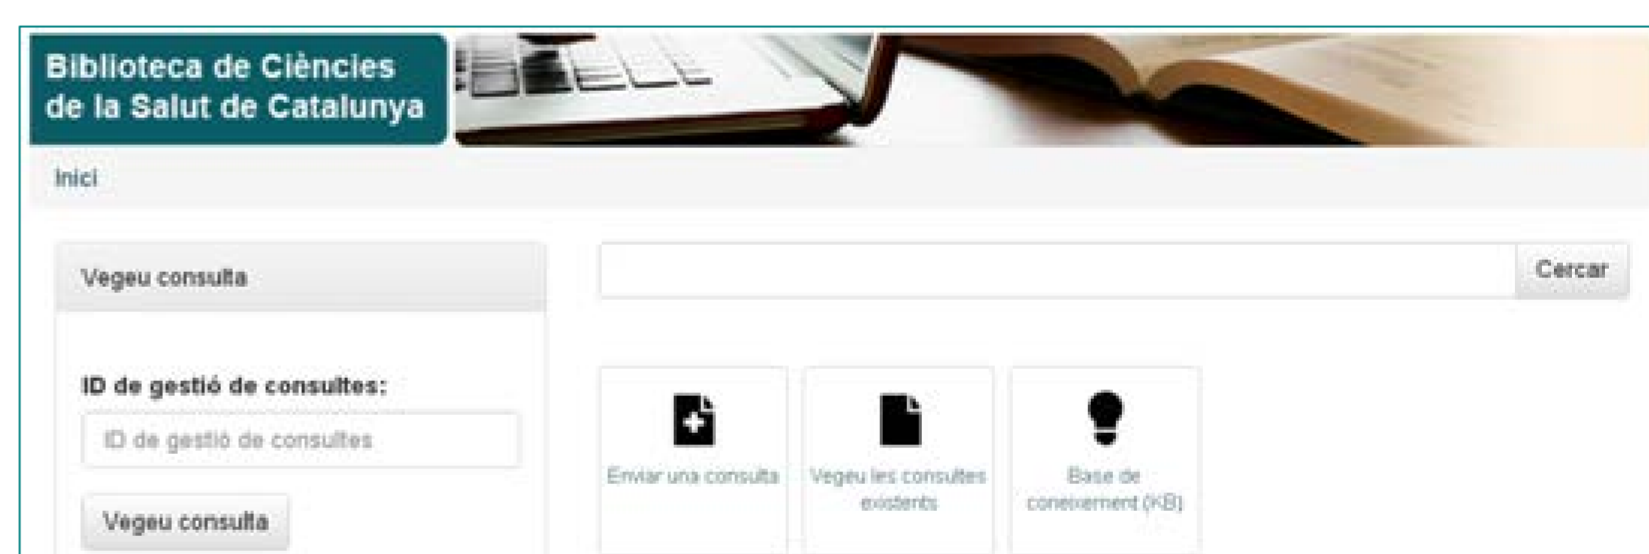 Biblioteca de Ciències
de la Salut de Catalunya
Inici
Vegeu consulta
Cercar
ID de gestió de consultes:
ID de gestió de consultes
Vegeu consulta
Enviar una consulta
Vegeu les consultes
existents
Base de
coneixement (KB)